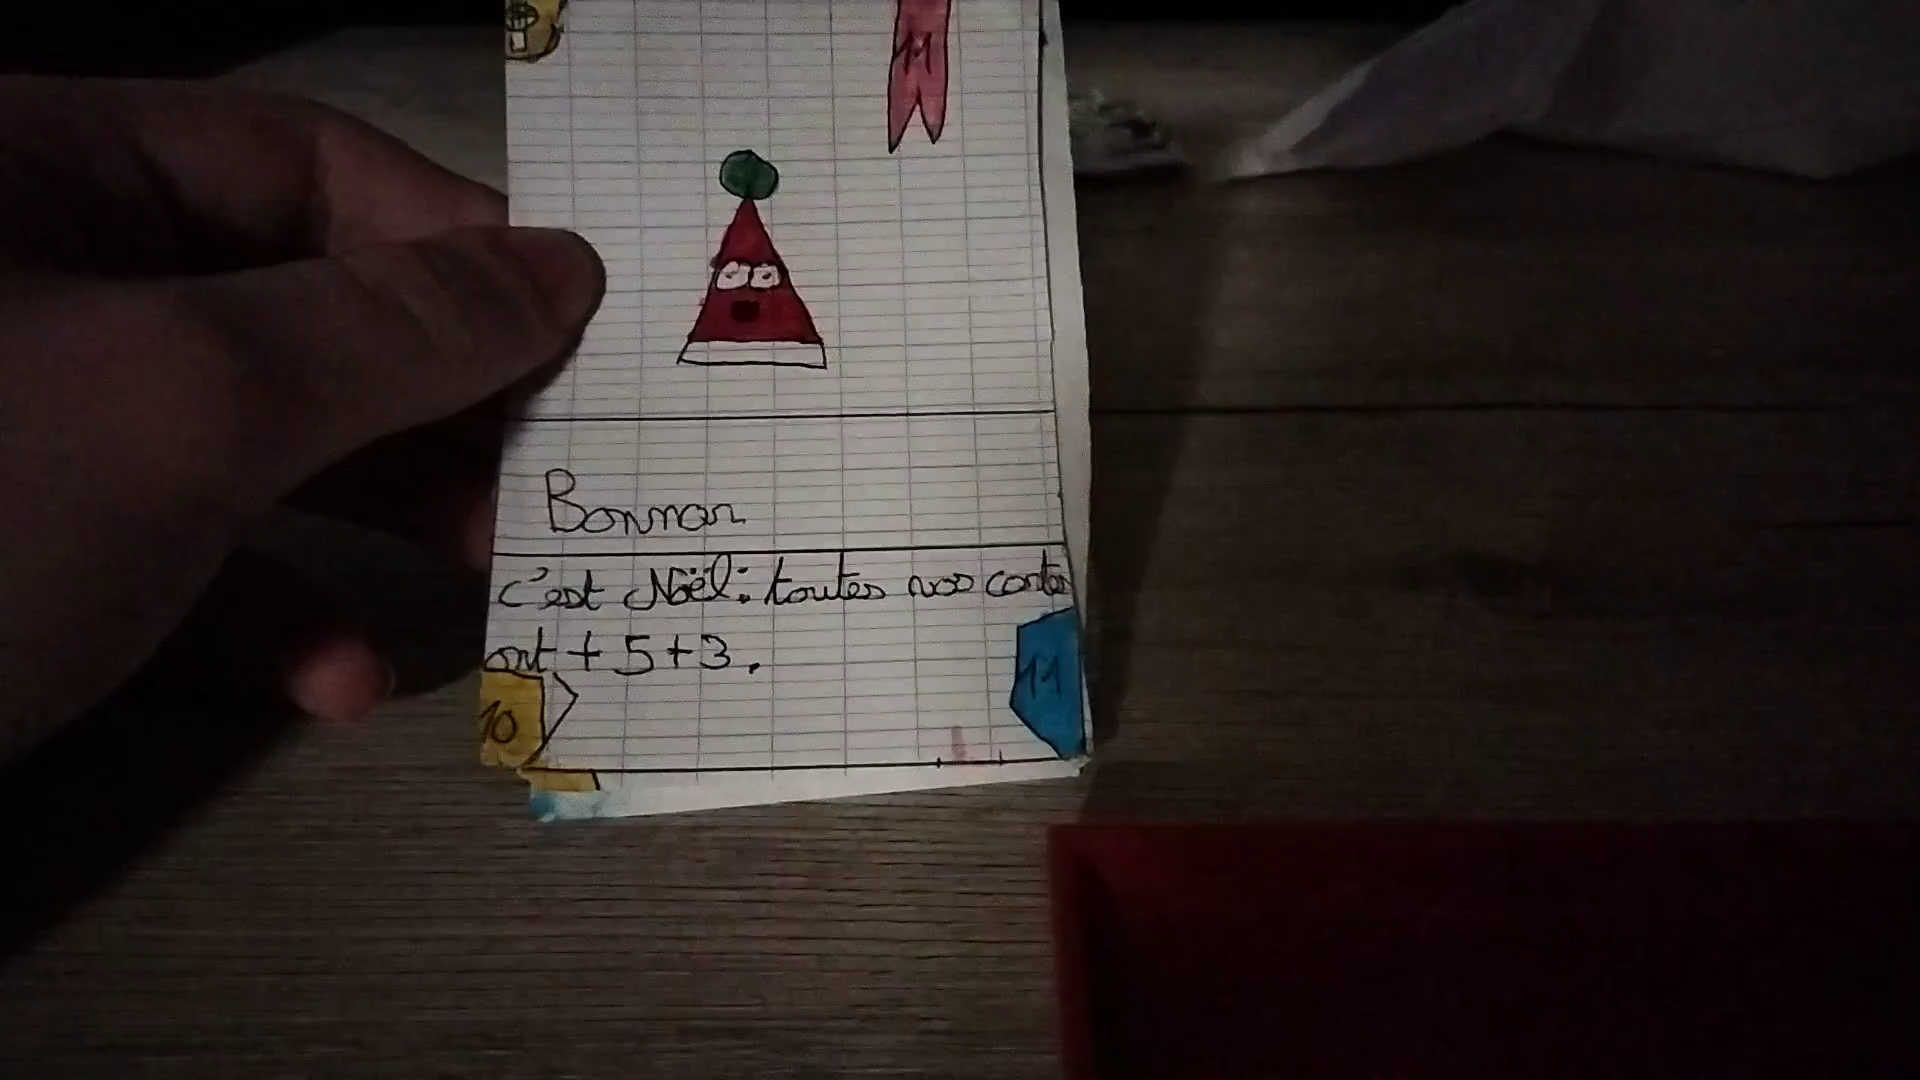 11
Bonnan
C'est Noël : toutes nos cartes
ont + 5 + 3.
10
11